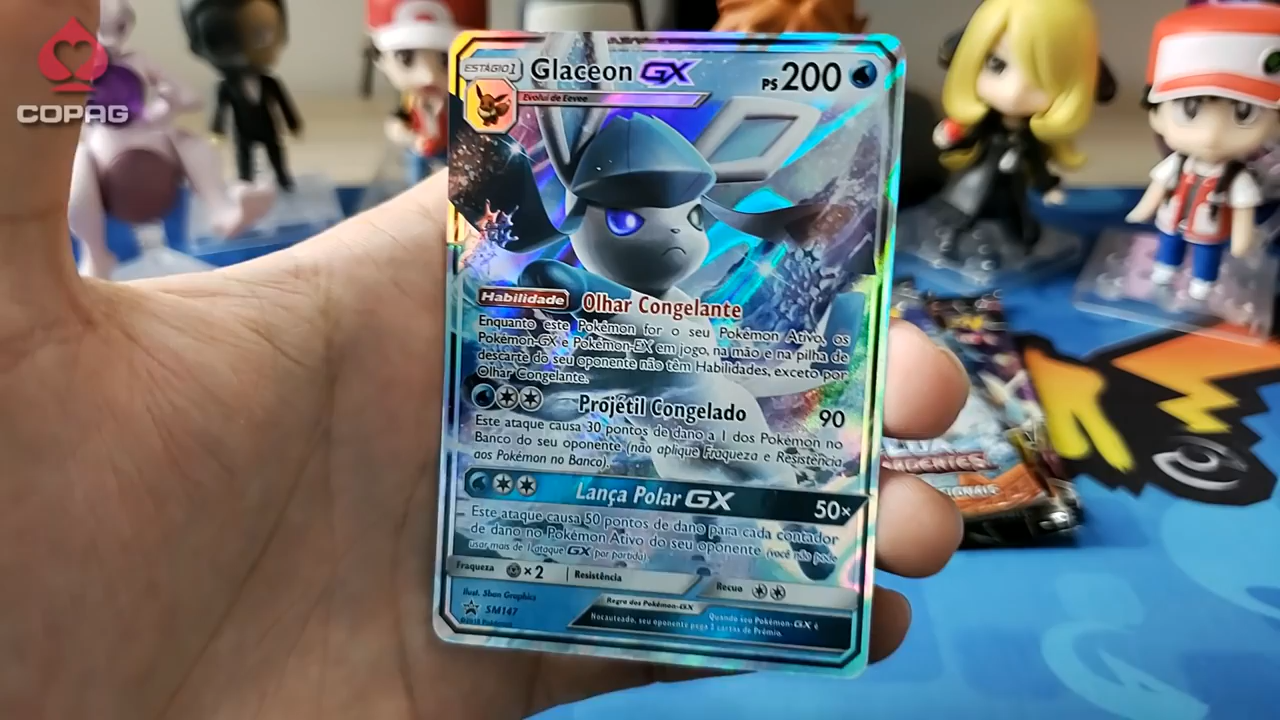 COPAG
ESTÁGIO 1
Glaceon GX
PS 200
Evolui de Eevee
Habilidade Olhar Congelante
Enquanto este Pokémon for o seu Pokémon Ativo, os
Pokémon-GX e Pokémon-EX em jogo, na mão e na pilha de
descarte do seu oponente não têm Habilidades, exceto por
Olhar Congelante.
Projétil Congelado 90
Este ataque causa 30 pontos de dano a 1 dos Pokémon no
Banco do seu oponente (não aplique Fraqueza e Resistência
aos Pokémon no Banco).
Lança Polar GX 50×
Este ataque causa 50 pontos de dano para cada contador
de dano no Pokémon Ativo do seu oponente (você não pode
usar mais de 1 ataque GX por partida).
Fraqueza ×2 Resistência Recuo
Ilust. 5ban Graphics
SM147
Regra dos Pokémon-GX
Quando seu Pokémon-GX é
Nocauteado, seu oponente pega 2 cartas de Prêmio.